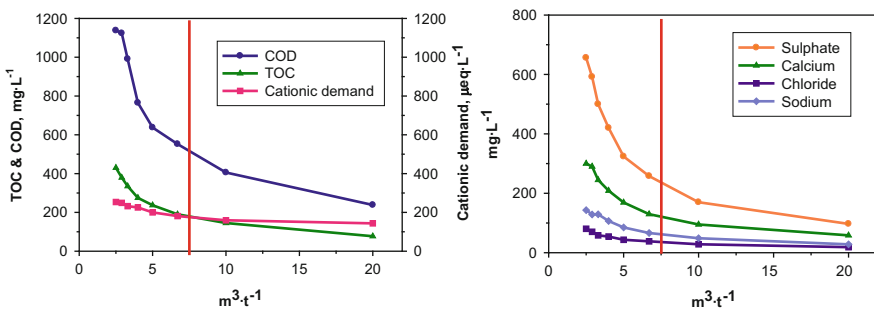 TOC & COD, mg·L⁻¹
1200
1000
800
600
400
200
0
COD
TOC
Cationic demand
1200
1000
800
600
400
200
0
Cationic demand, µeq·L⁻¹
0 5 10 15 20
m³·t⁻¹
mg·L⁻¹
800
600
400
200
0
Sulphate
Calcium
Chloride
Sodium
0 5 10 15 20
m³·t⁻¹